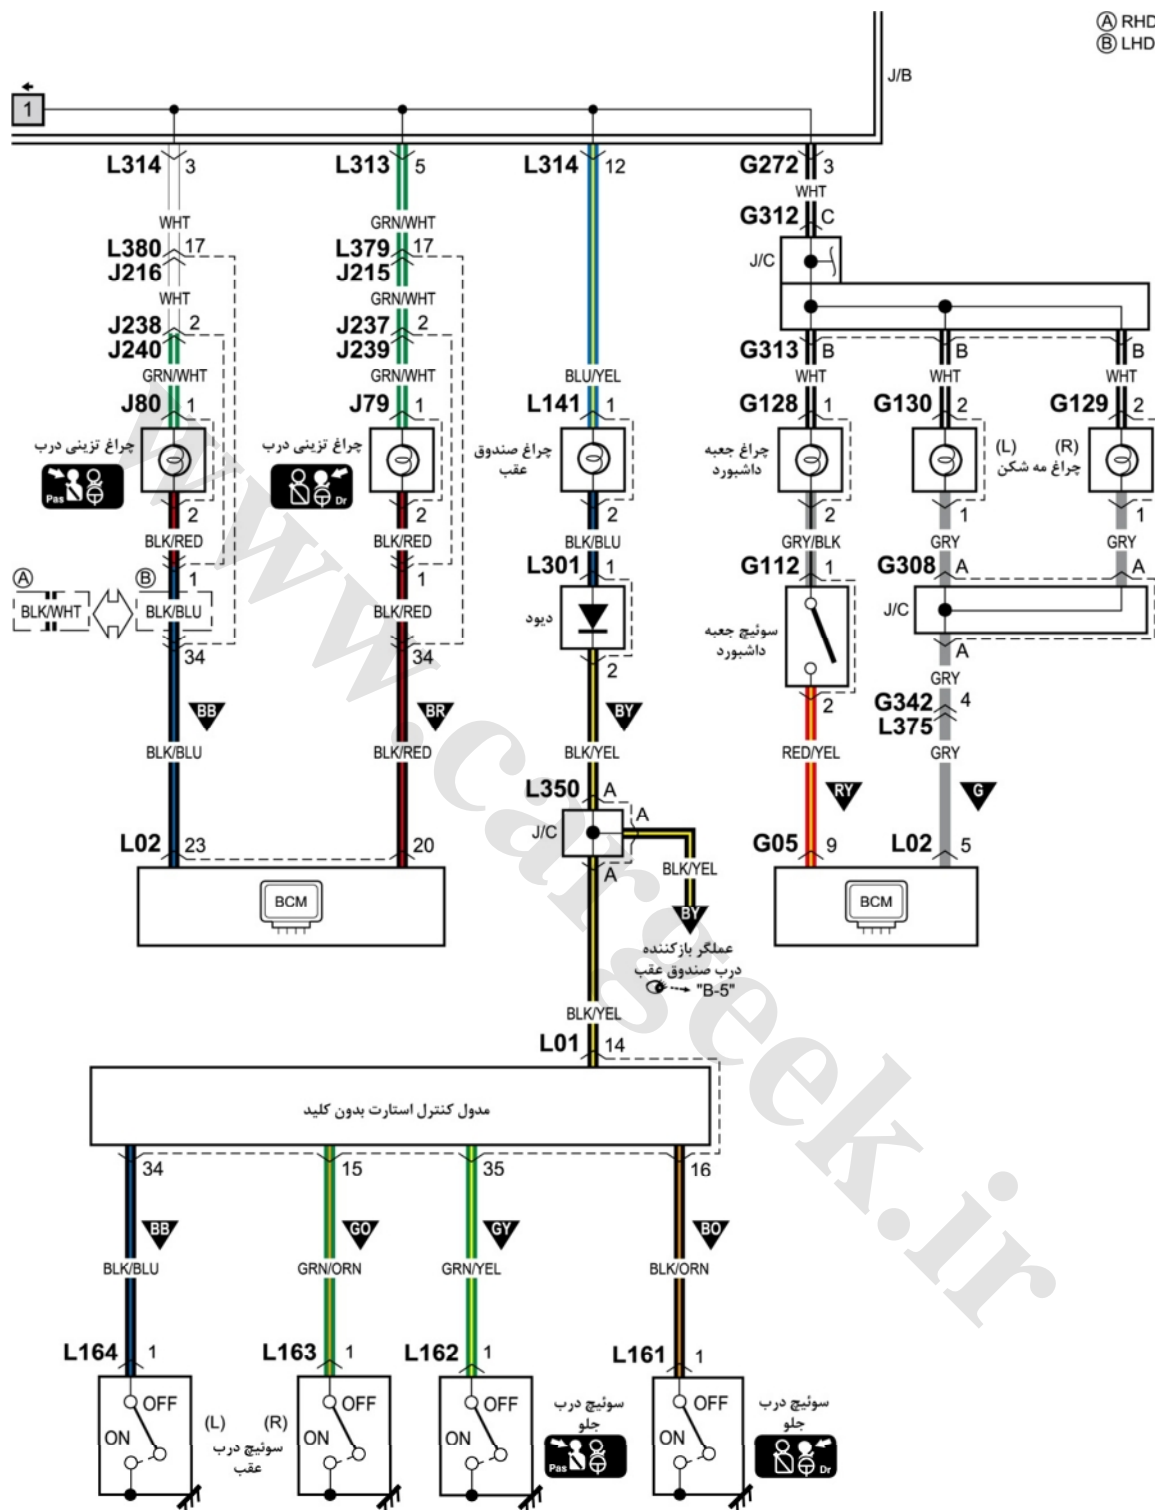 Ⓐ RHD
Ⓑ LHD
J/B
1
L314 3
L313 5
L314 12
G272 3
WHT
GRN/WHT
WHT
G312 C
L380 17
J216
L379 17
J215
J/C
WHT
GRN/WHT
J238 2
J240
J237 2
J239
G313 B
B
B
GRN/WHT
GRN/WHT
BLU/YEL
WHT
WHT
WHT
J80 1
J79 1
L141 1
G128 1
G130 2
G129 2
چراغ تزئینی درب
Pas
چراغ تزئینی درب
Dr
چراغ صندوق
عقب
چراغ جعبه
داشبورد
(L) (R)
چراغ مه شکن
2
2
2
2
1
1
BLK/RED
BLK/RED
BLK/BLU
GRY/BLK
GRY
GRY
Ⓐ
Ⓑ
1
1
L301 1
G112 1
G308 A
A
BLK/WHT
BLK/BLU
BLK/RED
دیود
J/C
سوئیچ جعبه
داشبورد
34
34
2
2
A
GRY
G342 4
L375
BB
BR
BY
BLK/BLU
BLK/RED
BLK/YEL
RED/YEL
GRY
L350 A
A
RY
G
J/C
L02 23
20
A
G05 9
L02 5
BLK/YEL
BCM
BCM
BY
عملگر بازکننده
درب صندوق عقب
"B-5"
BLK/YEL
L01 14
مدول کنترل استارت بدون کلید
34
15
35
16
BB
GO
GY
BO
BLK/BLU
GRN/ORN
GRN/YEL
BLK/ORN
L164 1
L163 1
L162 1
L161 1
OFF
ON
(L) (R)
سوئیچ درب
عقب
OFF
ON
OFF
ON
سوئیچ درب
جلو
Pas
OFF
ON
سوئیچ درب
جلو
Dr
www.cargeek.ir